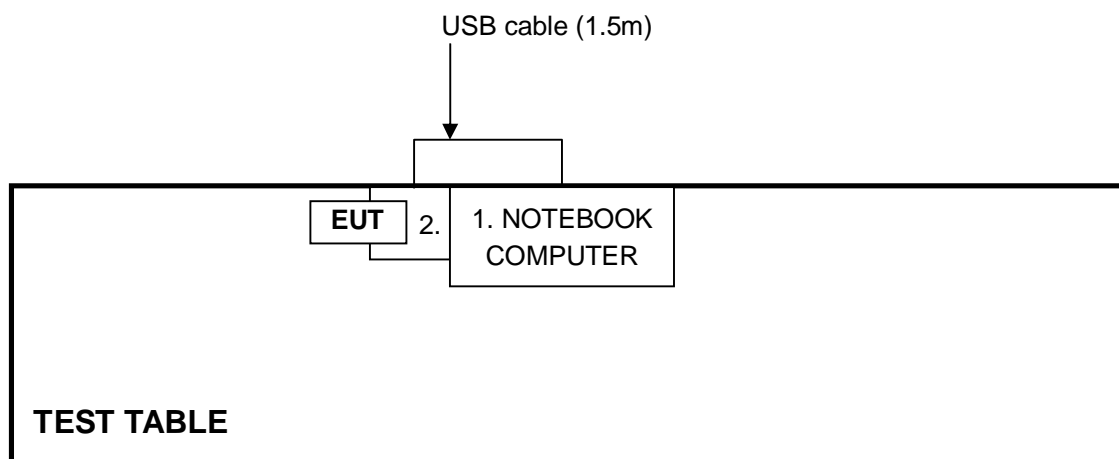 USB cable (1.5m)
EUT
2.
1. NOTEBOOK
COMPUTER
TEST TABLE